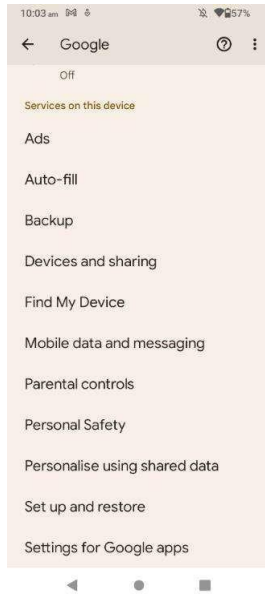 10:03 am 57%
Google
Off
Services on this device
Ads
Auto-fill
Backup
Devices and sharing
Find My Device
Mobile data and messaging
Parental controls
Personal Safety
Personalise using shared data
Set up and restore
Settings for Google apps